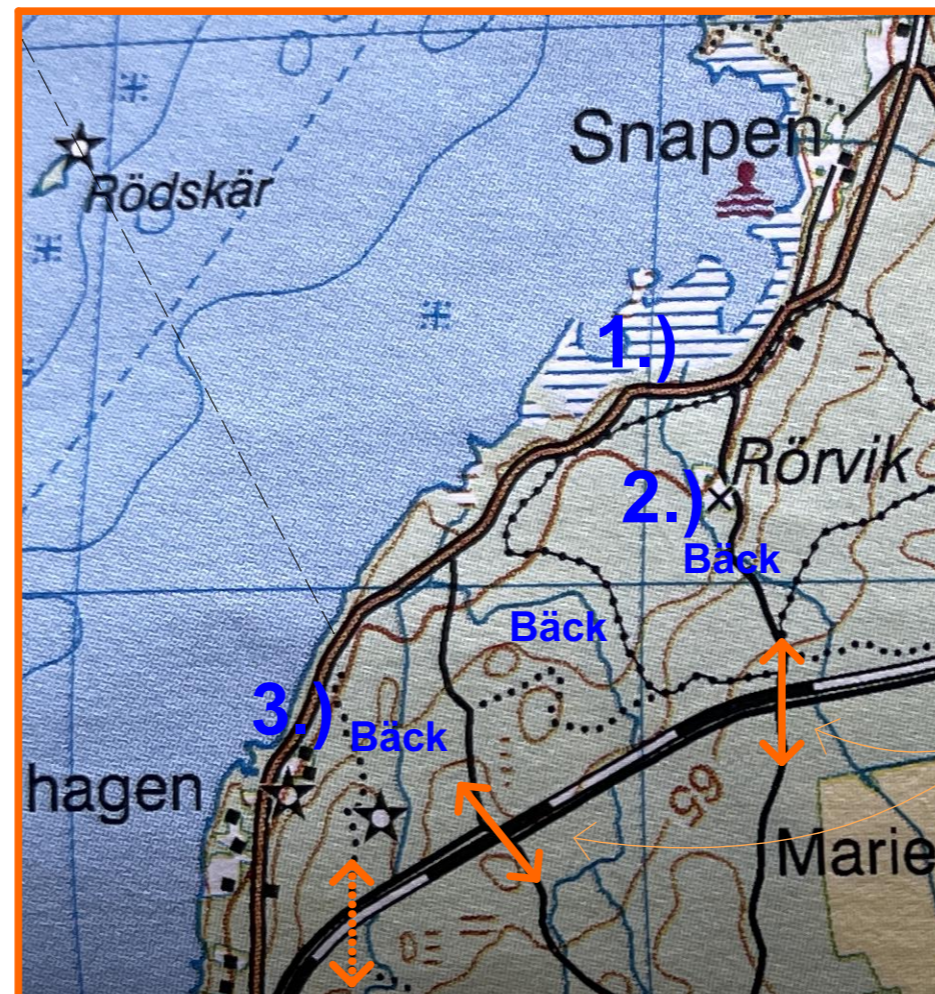 Snapen
Rödskär
1.)
Rörvik
2.)
Bäck
Bäck
3.)
Bäck
hagen
65
Marie